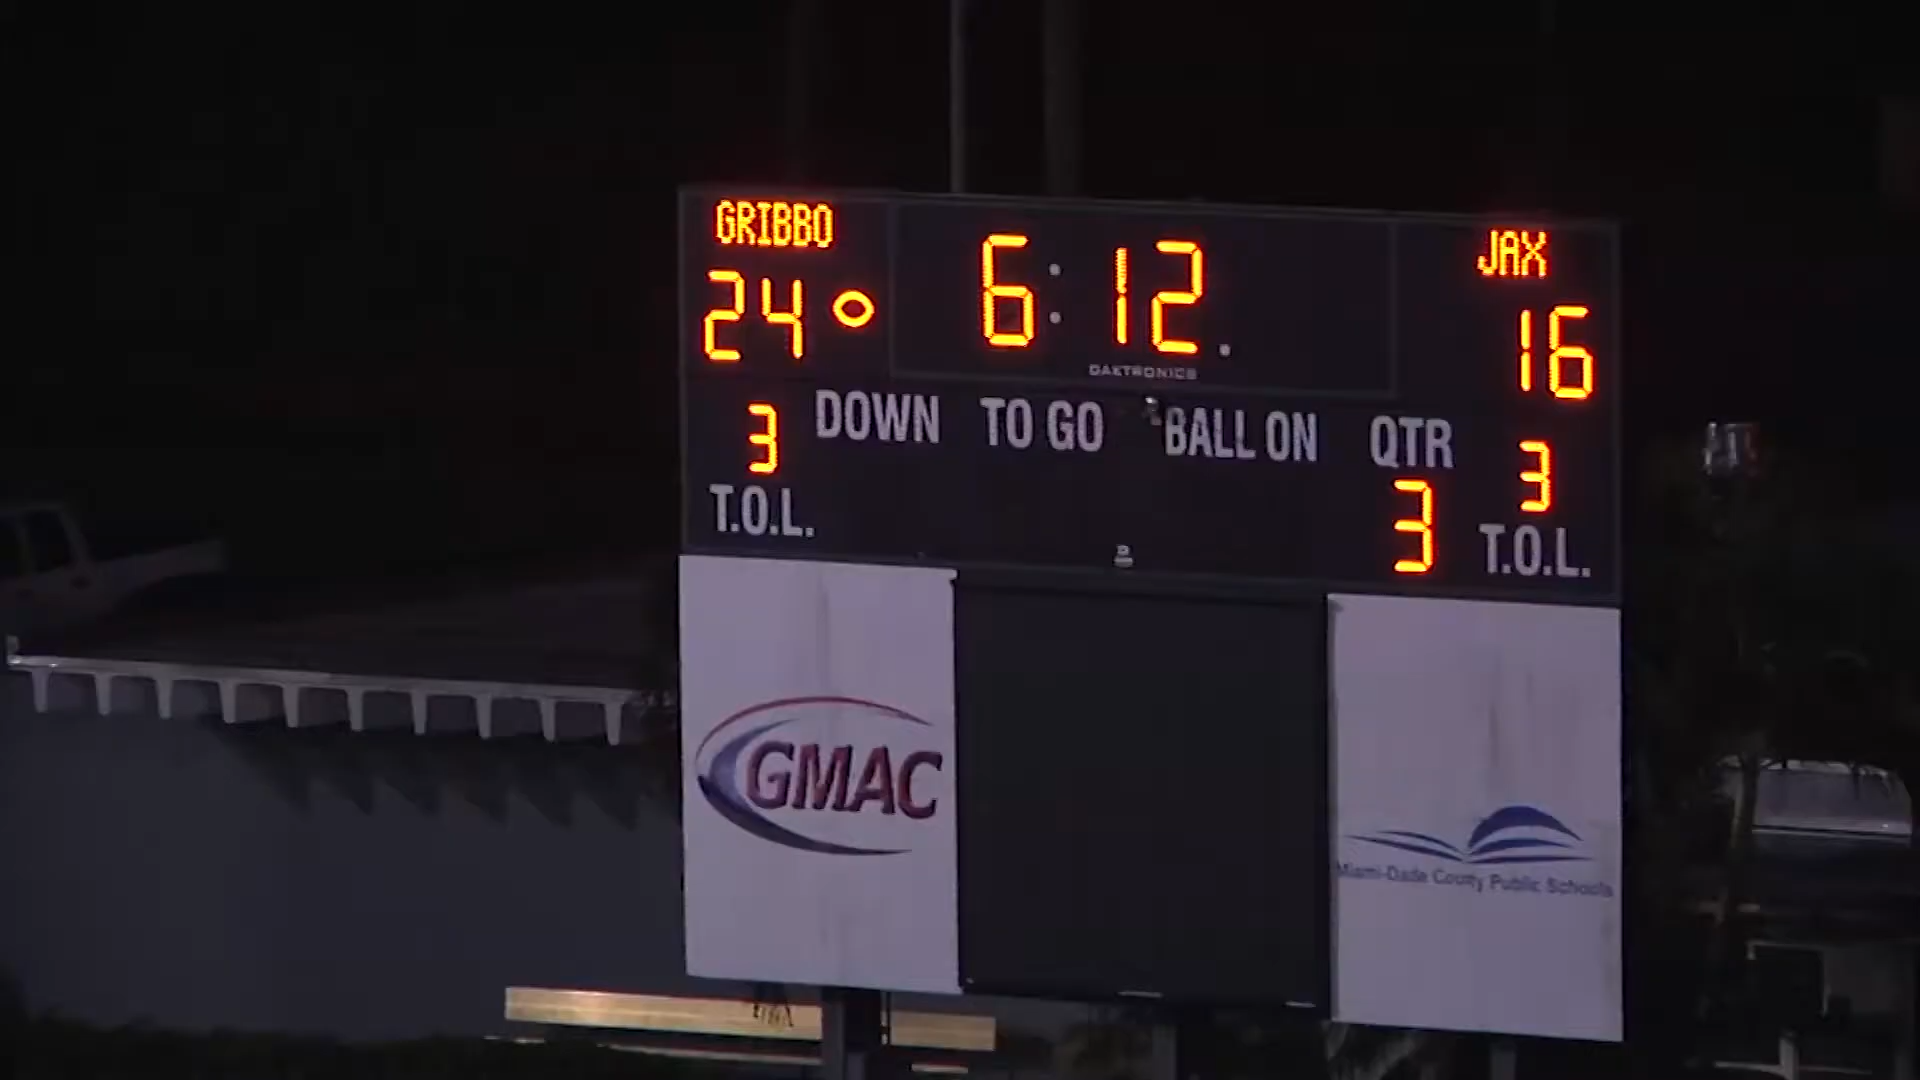 GRIBBO
6:12
JAX
24
16
DAKTRONICS
3
DOWN
TO GO
BALL ON
QTR
3
T.O.L.
3
T.O.L.
GMAC
Miami-Dade County Public Schools